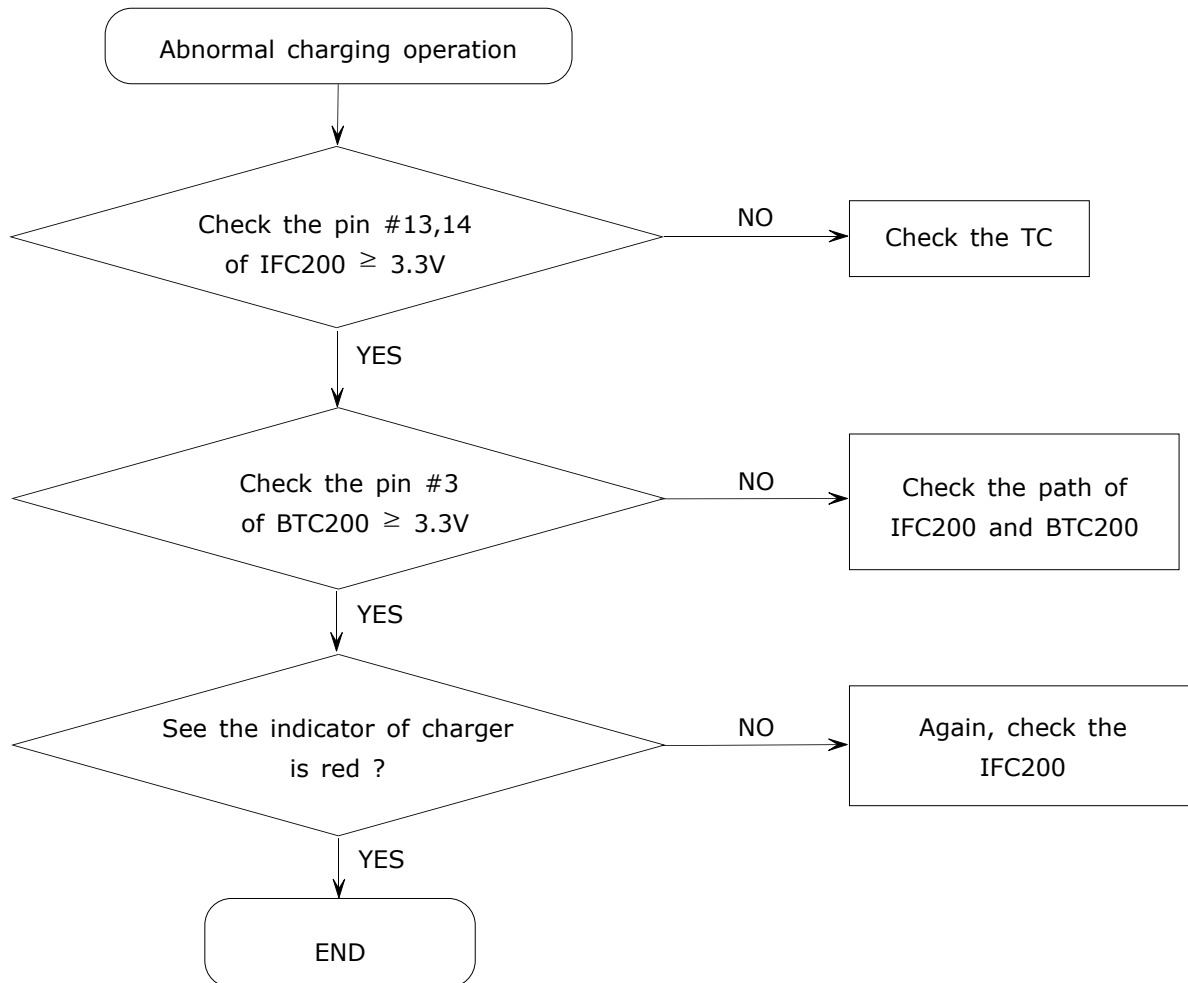 Abnormal charging operation
Check the pin #13,14
of IFC200 ≥ 3.3V
NO
Check the TC
YES
Check the pin #3
of BTC200 ≥ 3.3V
NO
Check the path of
IFC200 and BTC200
YES
See the indicator of charger
is red ?
NO
Again, check the
IFC200
YES
END